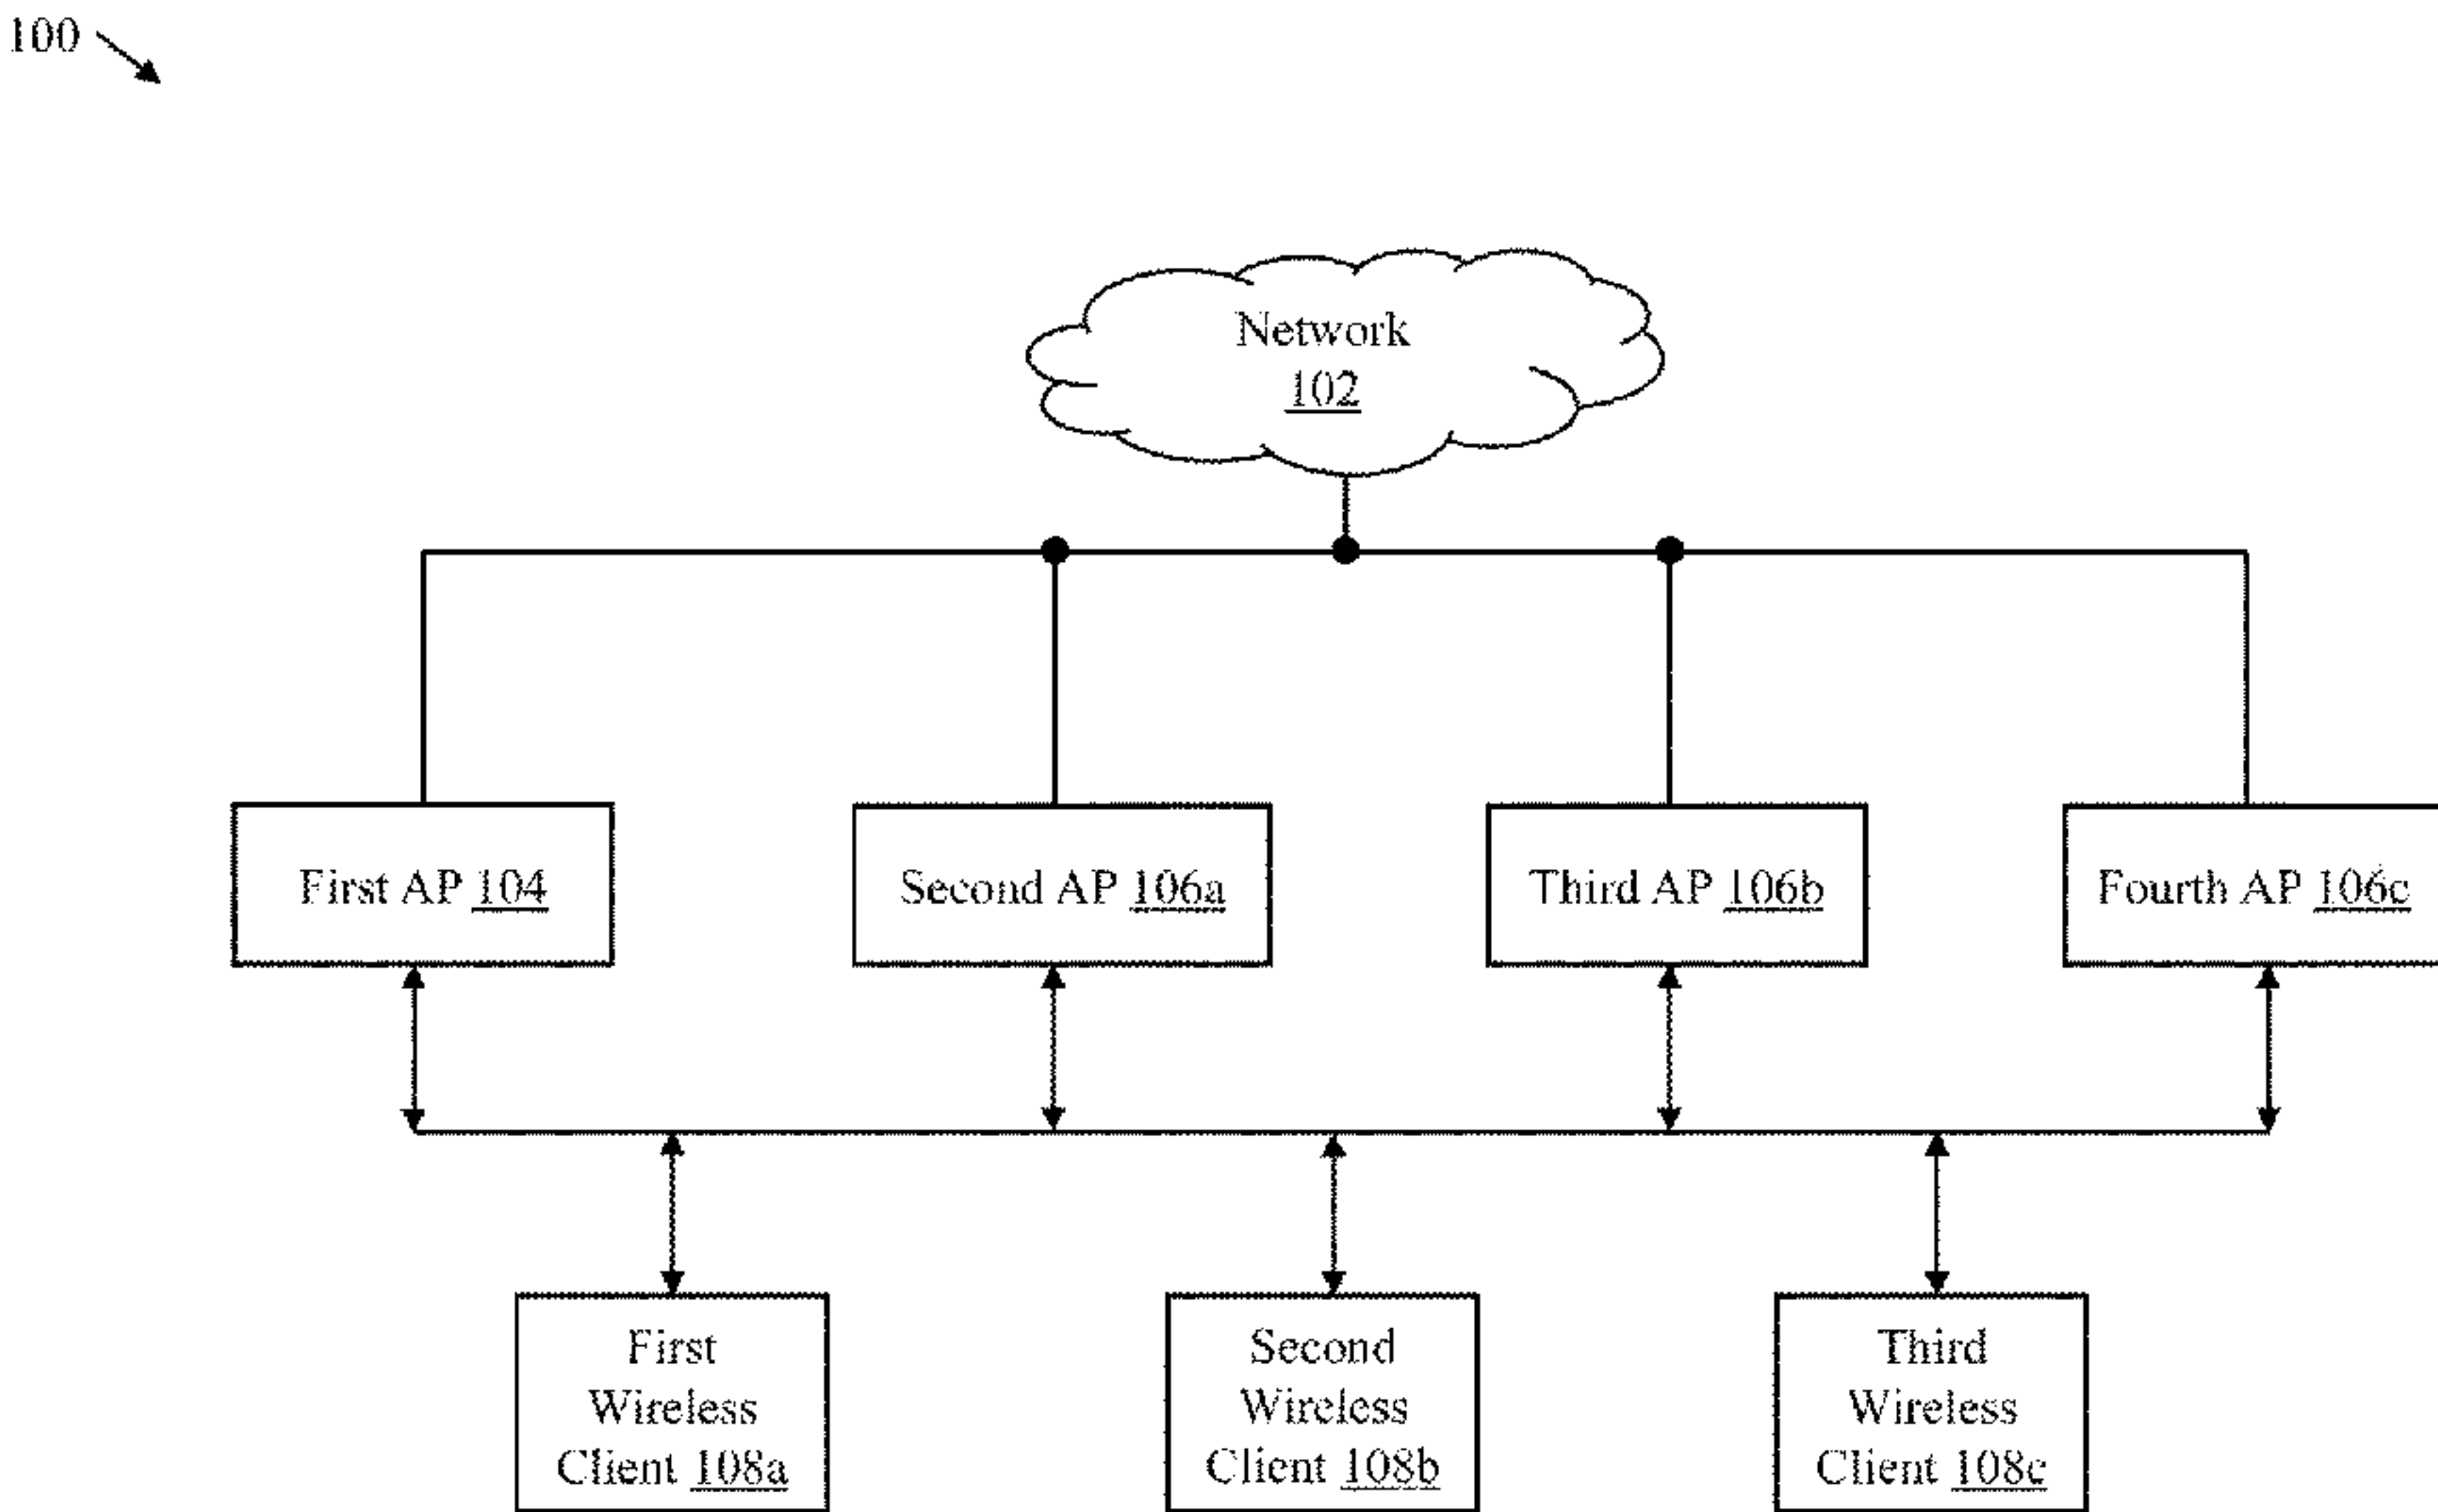 100
Network
102
First AP 104
Second AP 106a
Third AP 106b
Fourth AP 106c
First
Wireless
Client 108a
Second
Wireless
Client 108b
Third
Wireless
Client 108c